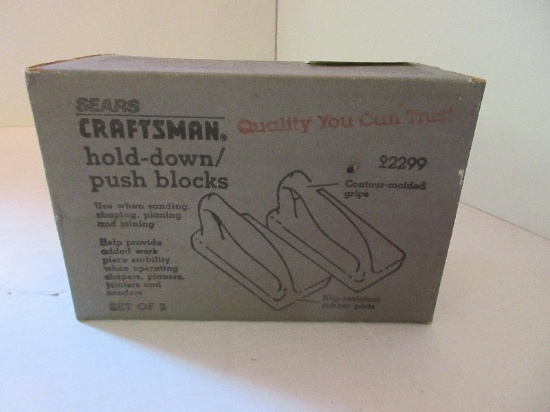 SEARS
CRAFTSMAN® Quality You Can Trust
hold-down/
push blocks
22299
Contour-molded
grips
Use when sanding,
shaping, planing
and joining
Help provide
added work
piece stability
when operating
shapers, planers,
jointers and
sanders
SET OF 2
Slip-resistant
rubber pads